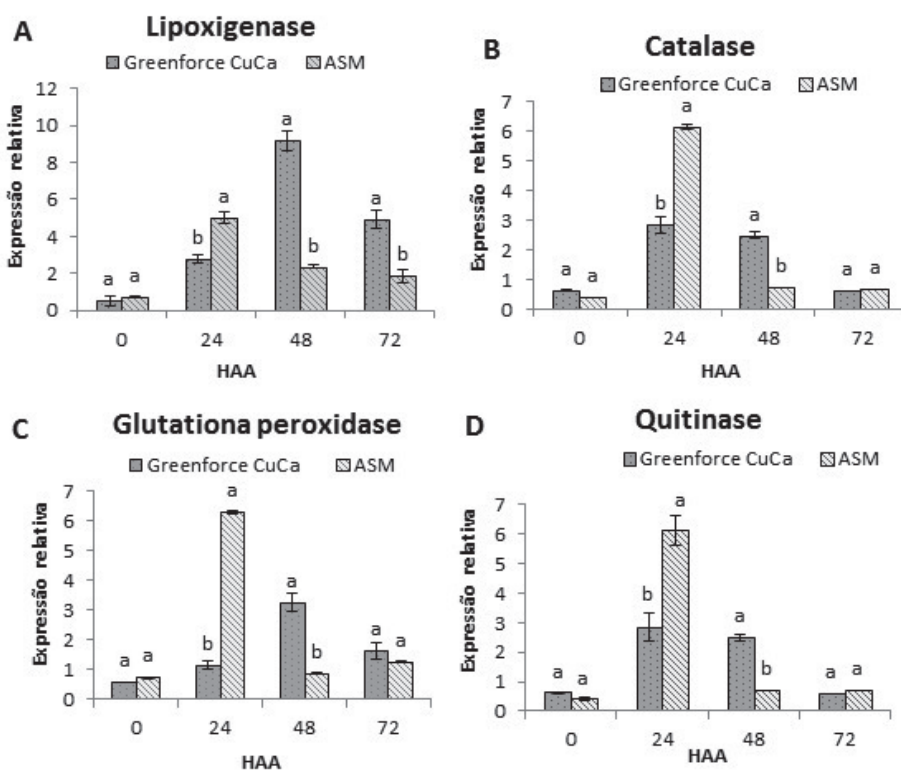 A
Lipoxigenase
Greenforce CuCa ASM
Expressão relativa
12
10
8
6
4
2
0
a a
b a
a b
a b
0 24 48 72
HAA
B
Catalase
Greenforce CuCa ASM
Expressão relativa
7
6
5
4
3
2
1
0
a a
b a
a b
a a
0 24 48 72
HAA
C
Glutationa peroxidase
Greenforce CuCa ASM
Expressão relativa
7
6
5
4
3
2
1
0
a a
b a
a b
a a
0 24 48 72
HAA
D
Quitinase
Greenforce CuCa ASM
Expressão relativa
7
6
5
4
3
2
1
0
a a
b a
a b
a a
0 24 48 72
HAA